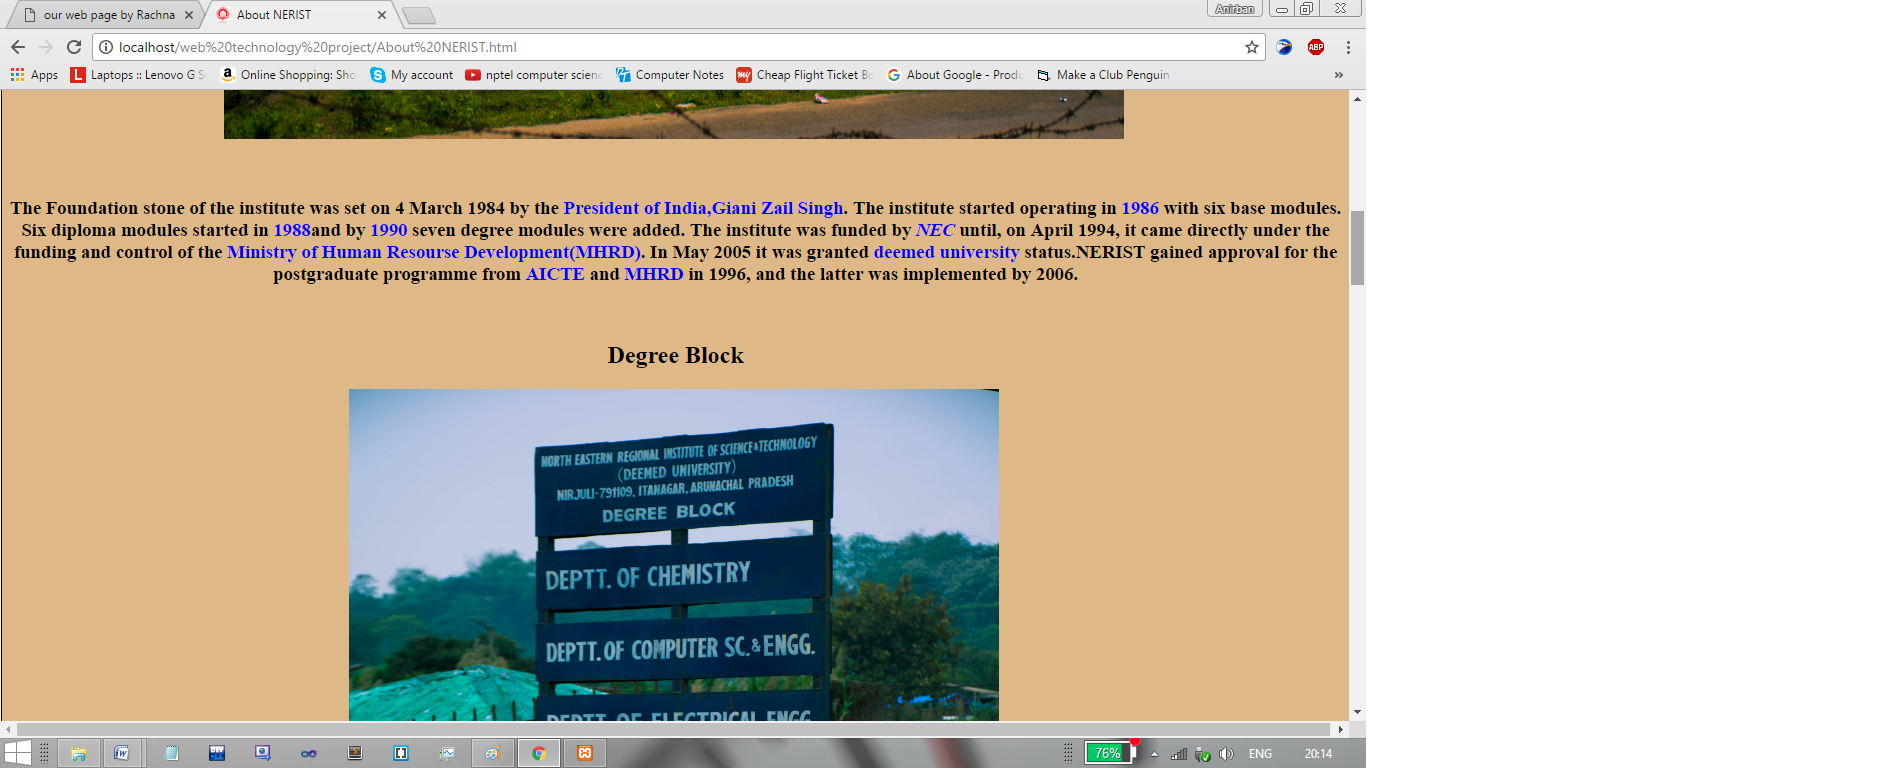 our web page by Rachna
About NERIST
Anirban
localhost/web%20technology%20project/About%20NERIST.html
ABP
Apps
Laptops :: Lenovo G S
Online Shopping: Sho
My account
nptel computer scienc
Computer Notes
my
Cheap Flight Ticket Bo
About Google - Produ
Make a Club Penguin
The Foundation stone of the institute was set on 4 March 1984 by the President of India,Giani Zail Singh. The institute started operating in 1986 with six base modules.
Six diploma modules started in 1988and by 1990 seven degree modules were added. The institute was funded by NEC until, on April 1994, it came directly under the
funding and control of the Ministry of Human Resourse Development(MHRD). In May 2005 it was granted deemed university status.NERIST gained approval for the
postgraduate programme from AICTE and MHRD in 1996, and the latter was implemented by 2006.
Degree Block
NORTH EASTERN REGIONAL INSTITUTE OF SCIENCE & TECHNOLOGY
(DEEMED UNIVERSITY)
NIRJULI-791109, ITANAGAR, ARUNACHAL PRADESH
DEGREE BLOCK
DEPTT. OF CHEMISTRY
DEPTT. OF COMPUTER SC. & ENGG.
DEPTT. OF ELECTRICAL ENGG
76%
ENG
20:14